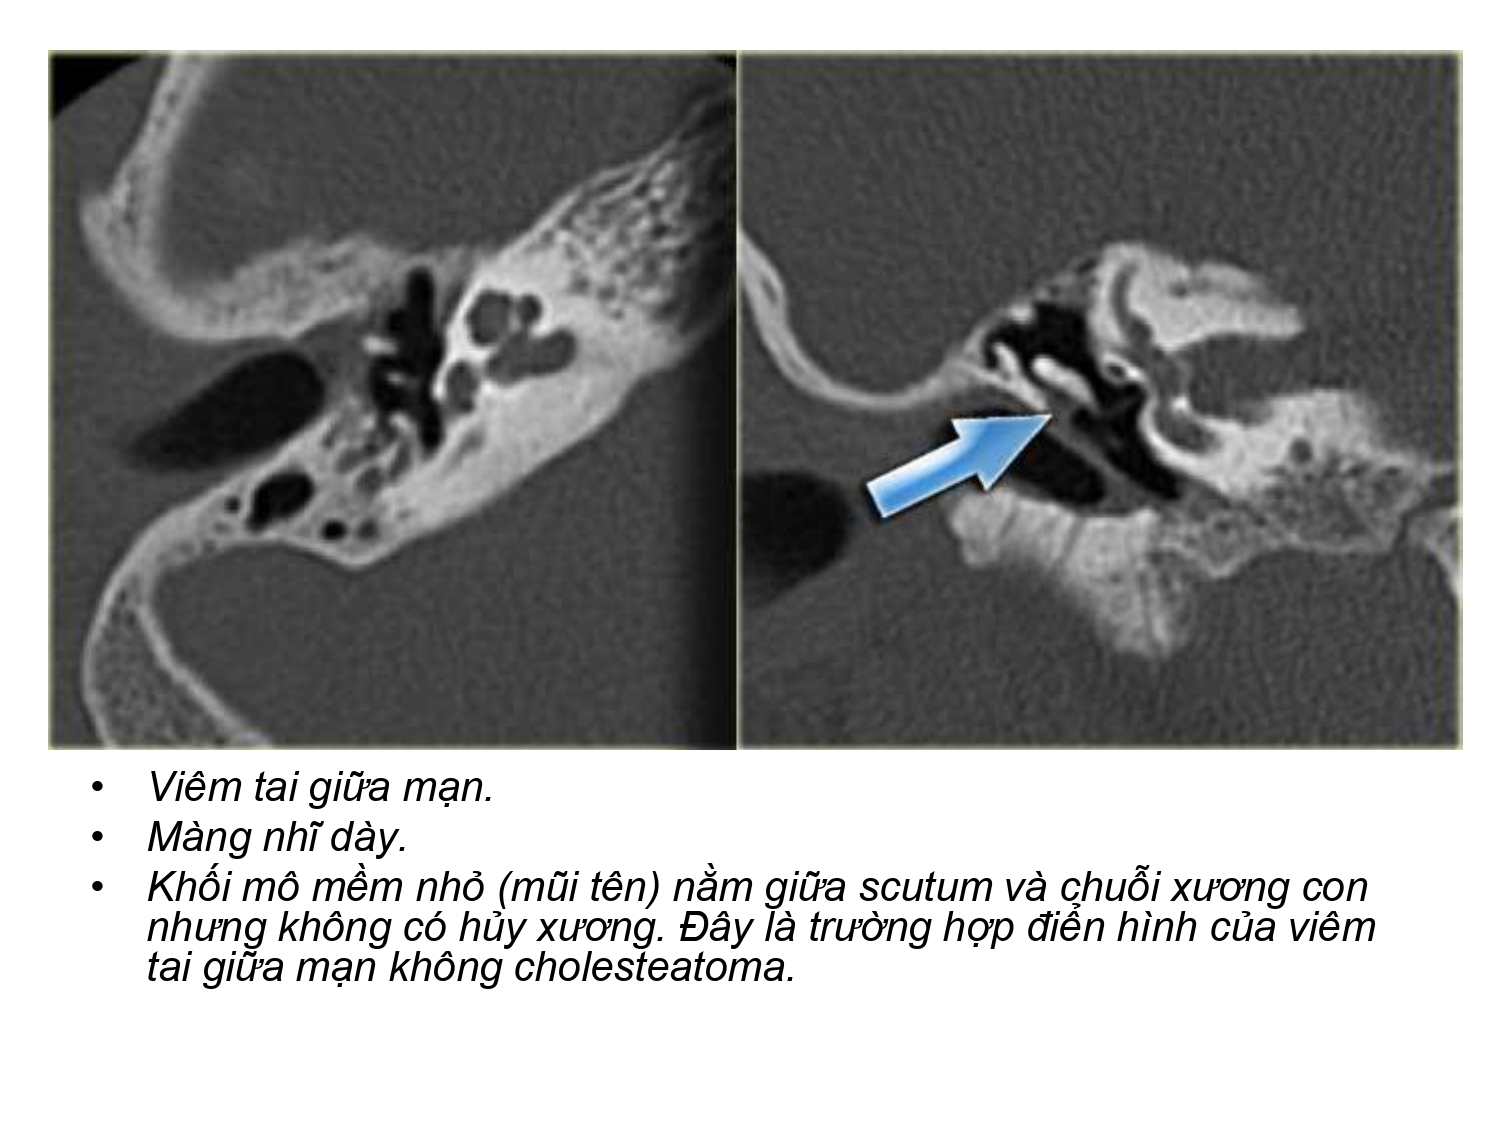 • Viêm tai giữa mạn.
• Màng nhĩ dày.
• Khối mô mềm nhỏ (mũi tên) nằm giữa scutum và chuỗi xương con
nhưng không có hủy xương. Đây là trường hợp điển hình của viêm
tai giữa mạn không cholesteatoma.